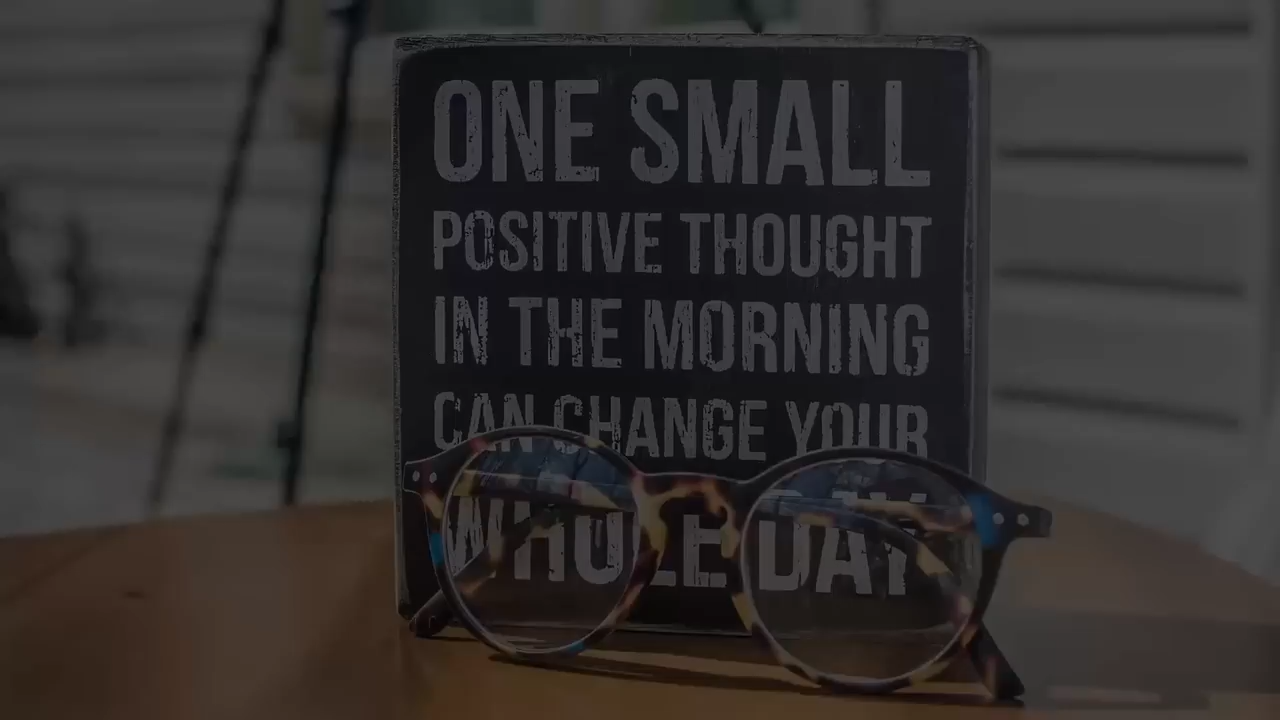 ONE SMALL
POSITIVE THOUGHT
IN THE MORNING
CAN CHANGE YOUR
WHOLE DAY